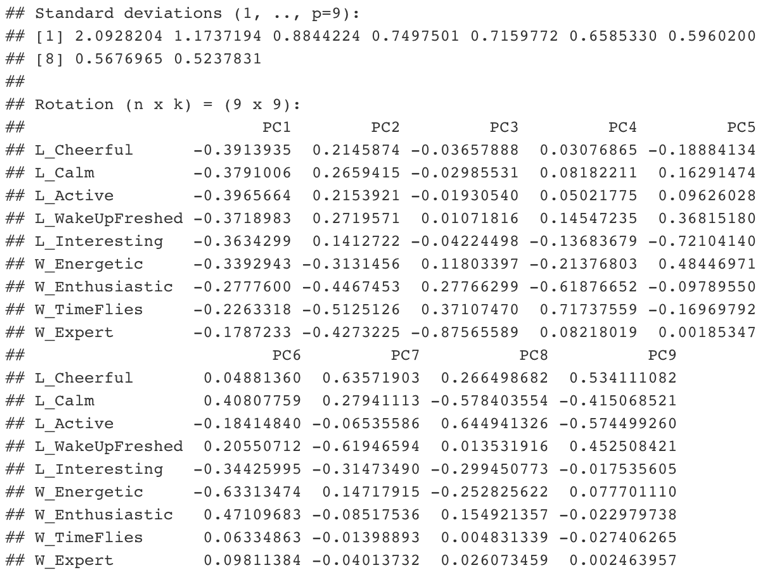 ## Standard deviations (1, .., p=9):
## [1] 2.0928204 1.1737194 0.8844224 0.7497501 0.7159772 0.6585330 0.5960200
## [8] 0.5676965 0.5237831
##
## Rotation (n x k) = (9 x 9):
##                      PC1        PC2         PC3         PC4         PC5
## L_Cheerful    -0.3913935  0.2145874 -0.03657888  0.03076865 -0.18884134
## L_Calm        -0.3791006  0.2659415 -0.02985531  0.08182211  0.16291474
## L_Active      -0.3965664  0.2153921 -0.01930540  0.05021775  0.09626028
## L_WakeUpFreshed -0.3718983  0.2719571  0.01071816  0.14547235  0.36815180
## L_Interesting -0.3634299  0.1412722 -0.04224498 -0.13683679 -0.72104140
## W_Energetic   -0.3392943 -0.3131456  0.11803397 -0.21376803  0.48446971
## W_Enthusiastic -0.2777600 -0.4467453  0.27766299 -0.61876652 -0.09789550
## W_TimeFlies   -0.2263318 -0.5125126  0.37107470  0.71737559 -0.16969792
## W_Expert      -0.1787233 -0.4273225 -0.87565589  0.08218019  0.00185347
##                      PC6         PC7          PC8          PC9
## L_Cheerful     0.04881360  0.63571903  0.266498682  0.534111082
## L_Calm         0.40807759  0.27941113 -0.578403554 -0.415068521
## L_Active      -0.18414840 -0.06535586  0.644941326 -0.574499260
## L_WakeUpFreshed  0.20550712 -0.61946594  0.013531916  0.452508421
## L_Interesting -0.34425995 -0.31473490 -0.299450773 -0.017535605
## W_Energetic   -0.63313474  0.14717915 -0.252825622  0.077701110
## W_Enthusiastic  0.47109683 -0.08517536  0.154921357 -0.022979738
## W_TimeFlies    0.06334863 -0.01398893  0.004831339 -0.027406265
## W_Expert       0.09811384 -0.04013732  0.026073459  0.002463957